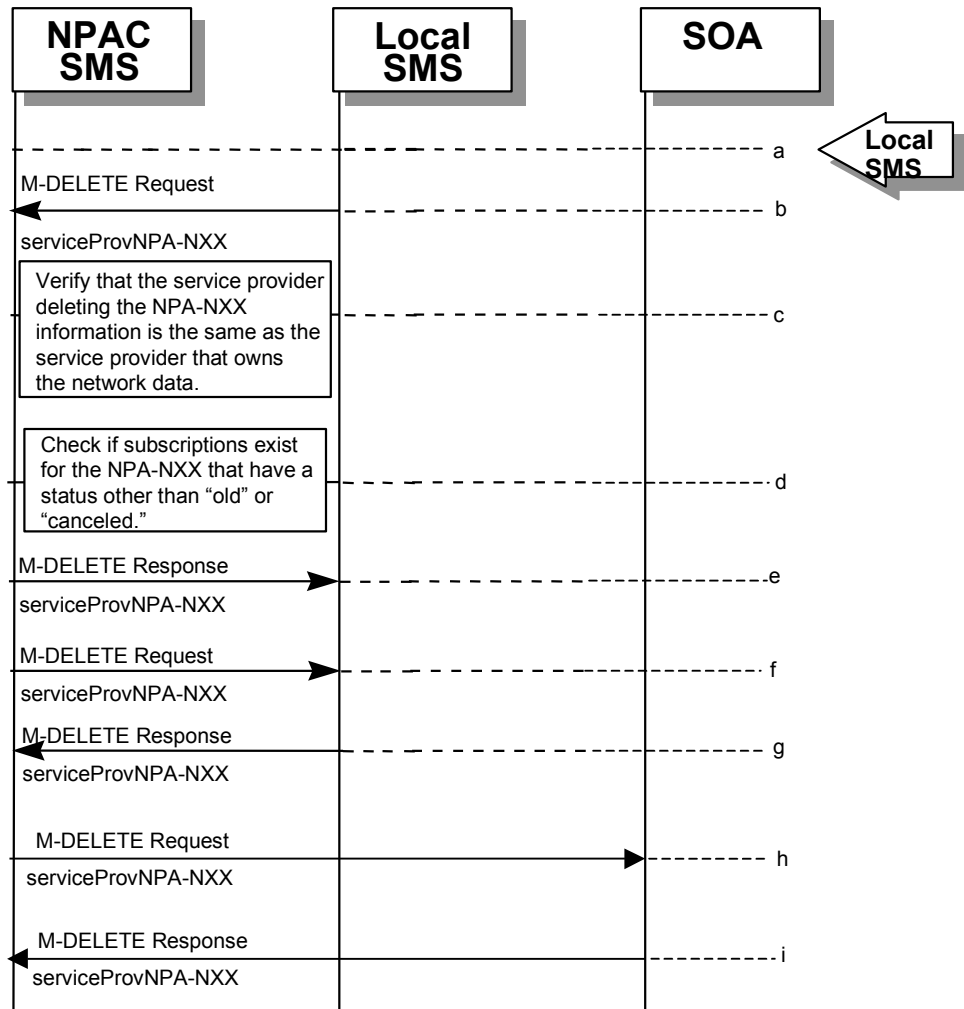 NPAC
SMS
Local
SMS
SOA
Local
SMS
a
M-DELETE Request
b
serviceProvNPA-NXX
Verify that the service provider
deleting the NPA-NXX
information is the same as the
service provider that owns
the network data.
c
Check if subscriptions exist
for the NPA-NXX that have a
status other than “old” or
“canceled.”
d
M-DELETE Response
e
serviceProvNPA-NXX
M-DELETE Request
f
serviceProvNPA-NXX
M-DELETE Response
g
serviceProvNPA-NXX
M-DELETE Request
h
serviceProvNPA-NXX
M-DELETE Response
i
serviceProvNPA-NXX